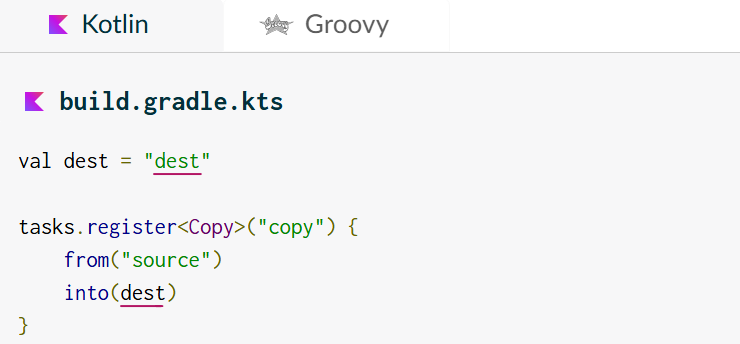 Kotlin Groovy
build.gradle.kts
val dest = "dest"
tasks.register<Copy>("copy") {
    from("source")
    into(dest)
}